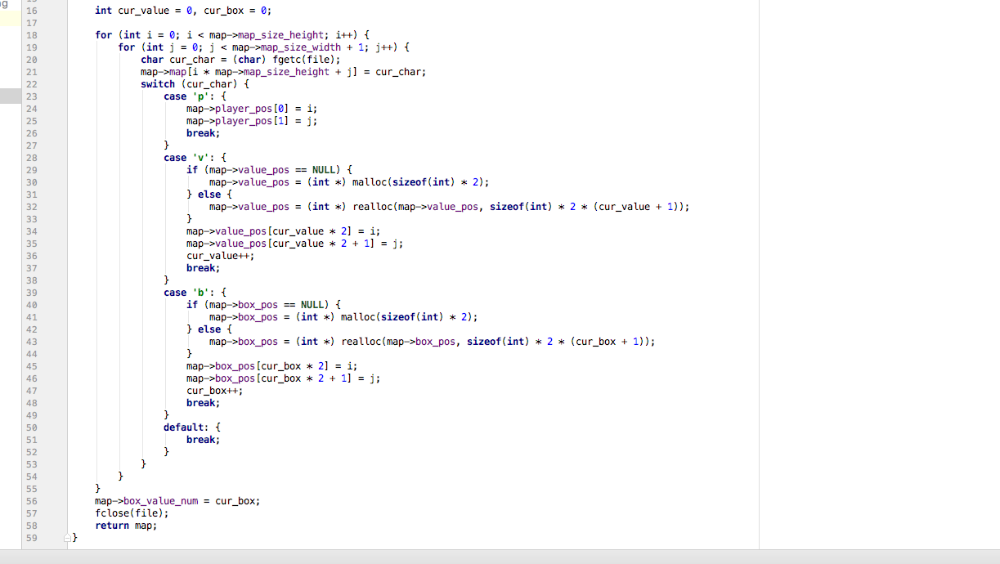 g
16 int cur_value = 0, cur_box = 0;
17
18 for (int i = 0; i < map->map_size_height; i++) {
19 for (int j = 0; j < map->map_size_width + 1; j++) {
20 char cur_char = (char) fgetc(file);
21 map->map[i * map->map_size_height + j] = cur_char;
22 switch (cur_char) {
23 case 'p': {
24 map->player_pos[0] = i;
25 map->player_pos[1] = j;
26 break;
27 }
28 case 'v': {
29 if (map->value_pos == NULL) {
30 map->value_pos = (int *) malloc(sizeof(int) * 2);
31 } else {
32 map->value_pos = (int *) realloc(map->value_pos, sizeof(int) * 2 * (cur_value + 1));
33 }
34 map->value_pos[cur_value * 2] = i;
35 map->value_pos[cur_value * 2 + 1] = j;
36 cur_value++;
37 break;
38 }
39 case 'b': {
40 if (map->box_pos == NULL) {
41 map->box_pos = (int *) malloc(sizeof(int) * 2);
42 } else {
43 map->box_pos = (int *) realloc(map->box_pos, sizeof(int) * 2 * (cur_box + 1));
44 }
45 map->box_pos[cur_box * 2] = i;
46 map->box_pos[cur_box * 2 + 1] = j;
47 cur_box++;
48 break;
49 }
50 default: {
51 break;
52 }
53 }
54 }
55 }
56 map->box_value_num = cur_box;
57 fclose(file);
58 return map;
59 }